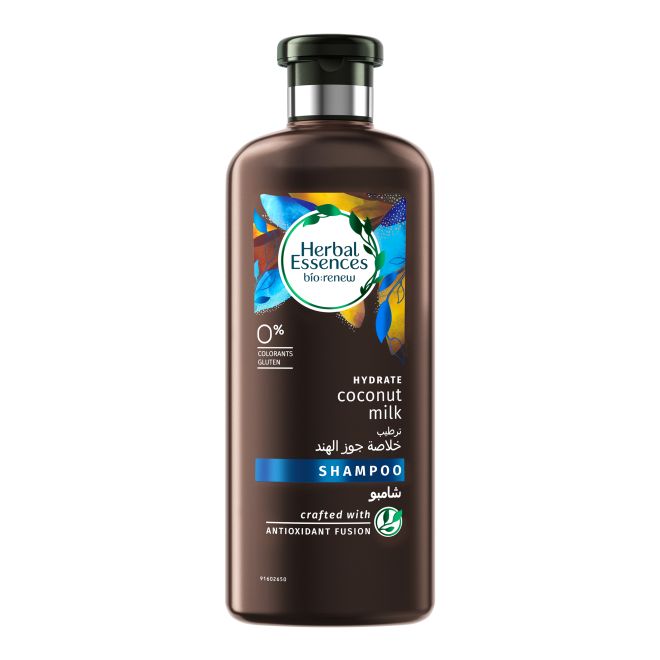 Herbal
Essences
bio:renew
0%
COLORANTS
GLUTEN
HYDRATE
coconut
milk
ترطيب
خلاصة جوز الهند
SHAMPOO
شامبو
crafted with
ANTIOXIDANT FUSION
91602650